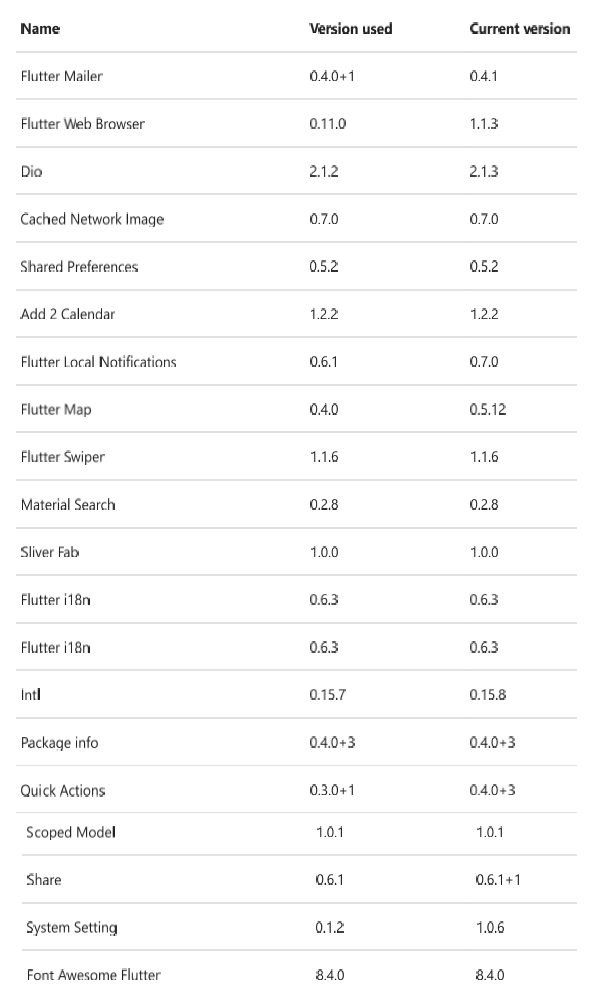 Name Version used Current version
Flutter Mailer 0.4.0+1 0.4.1
Flutter Web Browser 0.11.0 1.1.3
Dio 2.1.2 2.1.3
Cached Network Image 0.7.0 0.7.0
Shared Preferences 0.5.2 0.5.2
Add 2 Calendar 1.2.2 1.2.2
Flutter Local Notifications 0.6.1 0.7.0
Flutter Map 0.4.0 0.5.12
Flutter Swiper 1.1.6 1.1.6
Material Search 0.2.8 0.2.8
Sliver Fab 1.0.0 1.0.0
Flutter i18n 0.6.3 0.6.3
Flutter i18n 0.6.3 0.6.3
Intl 0.15.7 0.15.8
Package info 0.4.0+3 0.4.0+3
Quick Actions 0.3.0+1 0.4.0+3
Scoped Model 1.0.1 1.0.1
Share 0.6.1 0.6.1+1
System Setting 0.1.2 1.0.6
Font Awesome Flutter 8.4.0 8.4.0